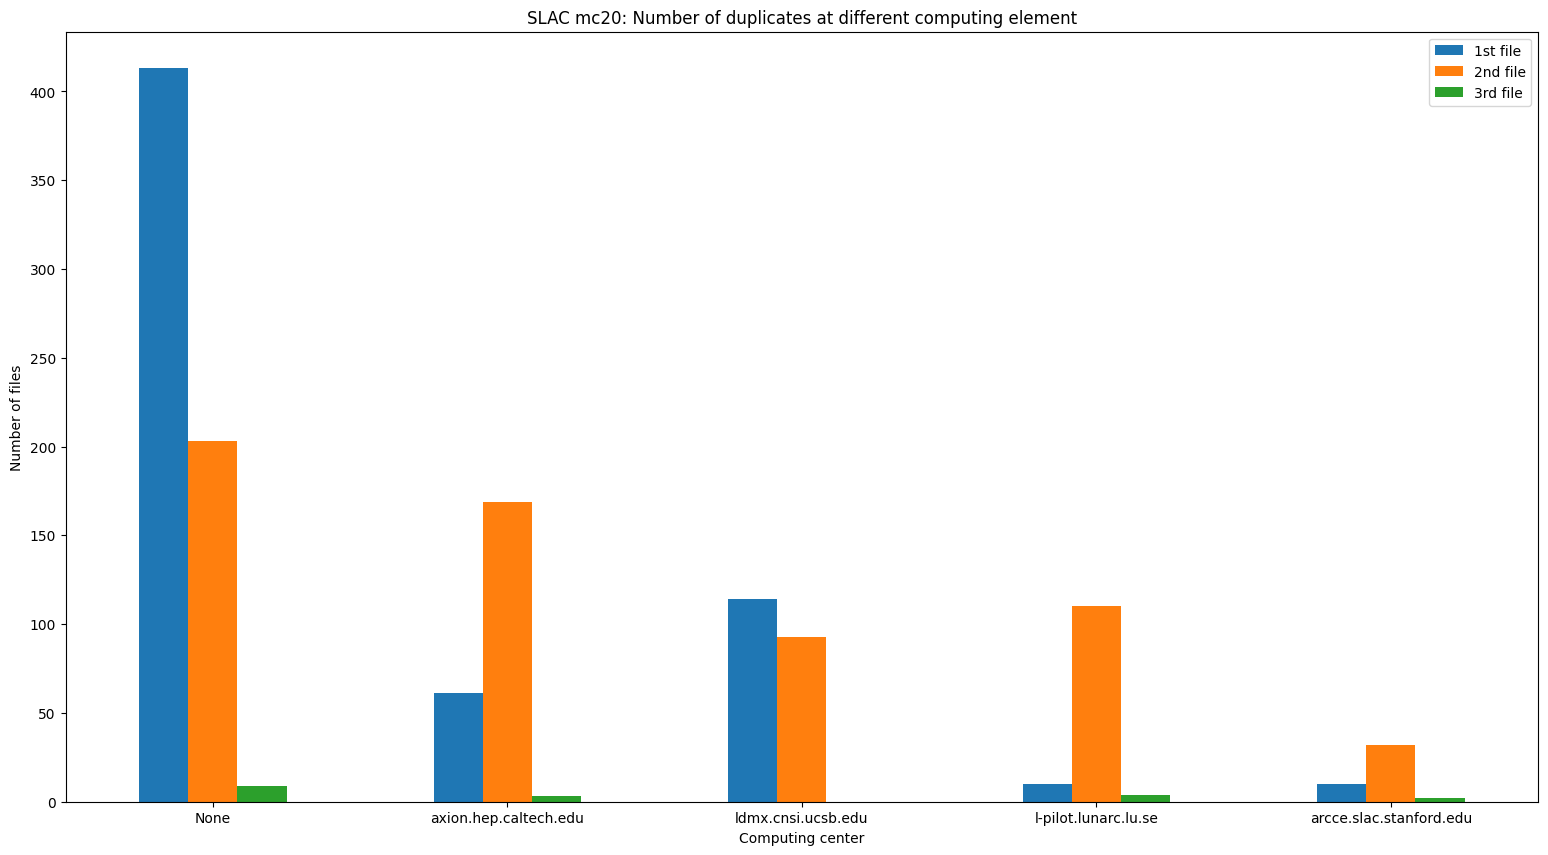 SLAC mc20: Number of duplicates at different computing element
1st file
2nd file
3rd file
Number of files
400
350
300
250
200
150
100
50
0
None
axion.hep.caltech.edu
ldmx.cnsi.ucsb.edu
l-pilot.lunarc.lu.se
arcce.slac.stanford.edu
Computing center